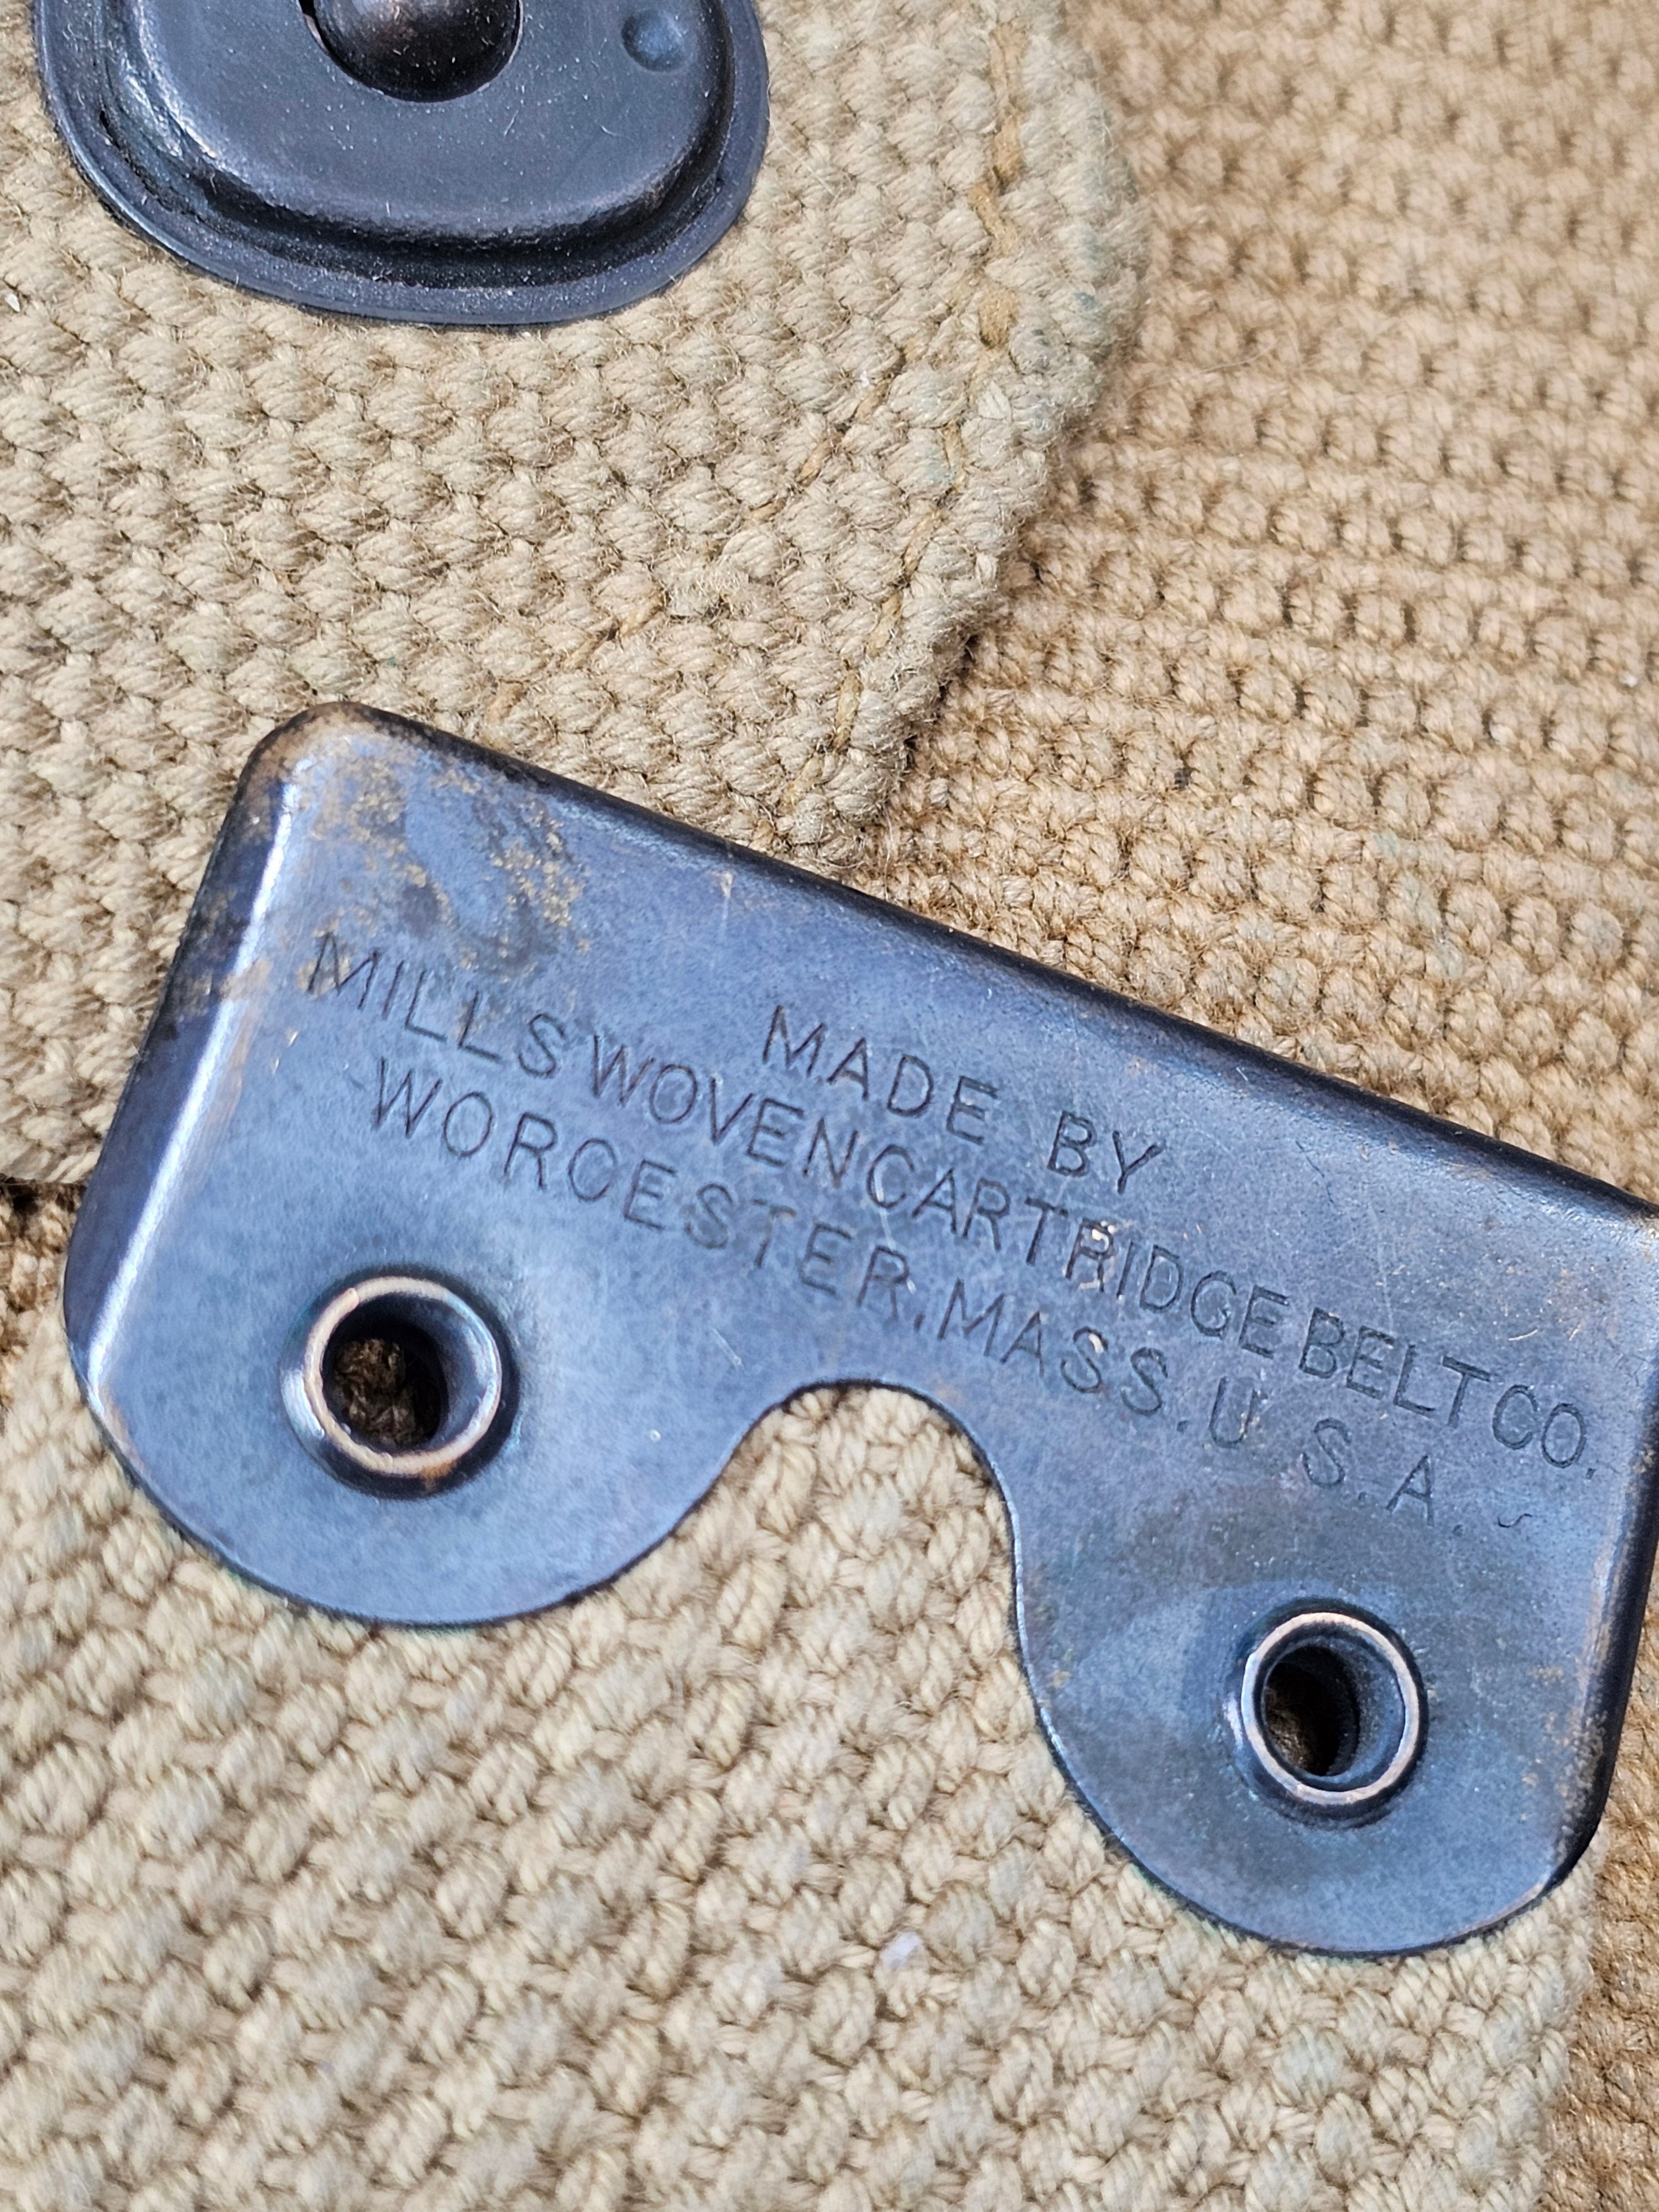 MADE BY
MILLS WOVEN CARTRIDGE BELT CO.
WORCESTER, MASS. U. S. A.